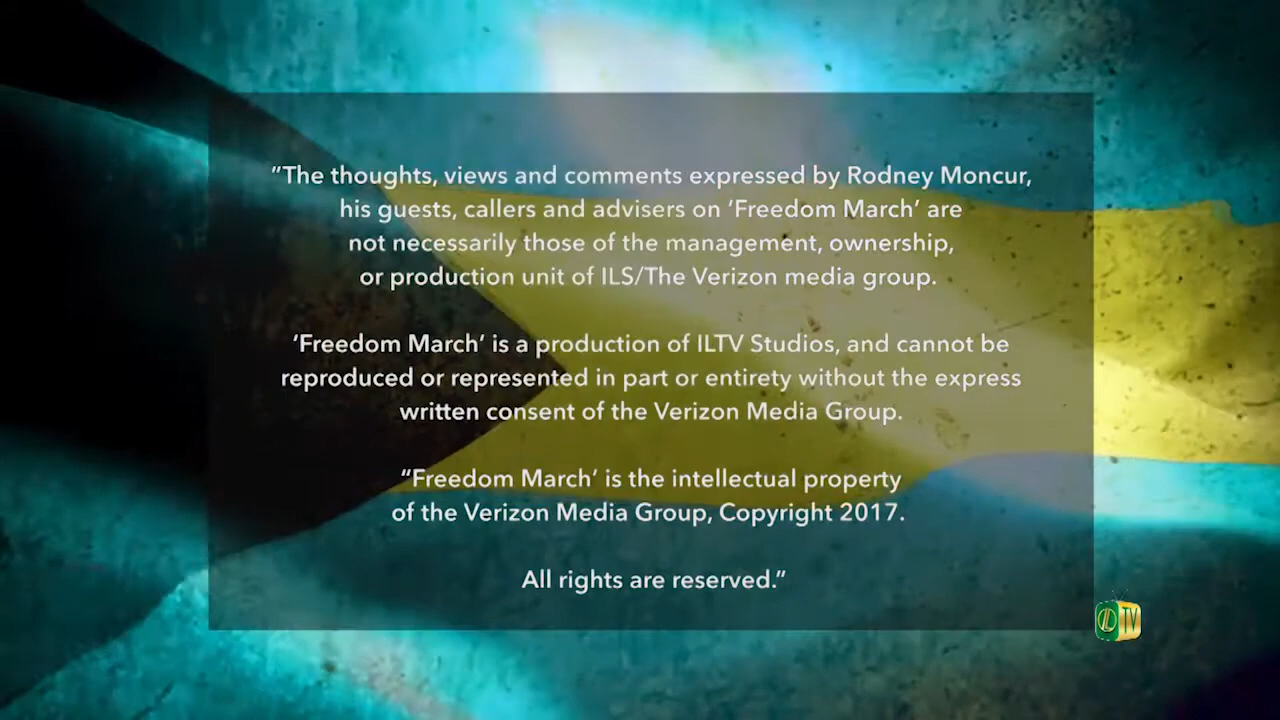 “The thoughts, views and comments expressed by Rodney Moncur,
his guests, callers and advisers on ‘Freedom March’ are
not necessarily those of the management, ownership,
or production unit of ILS/The Verizon media group.
‘Freedom March’ is a production of ILTV Studios, and cannot be
reproduced or represented in part or entirety without the express
written consent of the Verizon Media Group.
“Freedom March’ is the intellectual property
of the Verizon Media Group, Copyright 2017.
All rights are reserved.”
IL TV